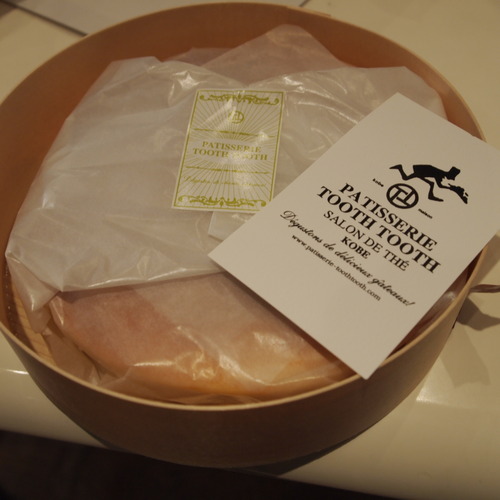 PATISSERIE
TOOTH TOOTH
PATISSERIE
TOOTH TOOTH
SALON DE THÉ
KOBE
Dégustons de délicieux gâteaux!
www.patisserie-toothtooth.com